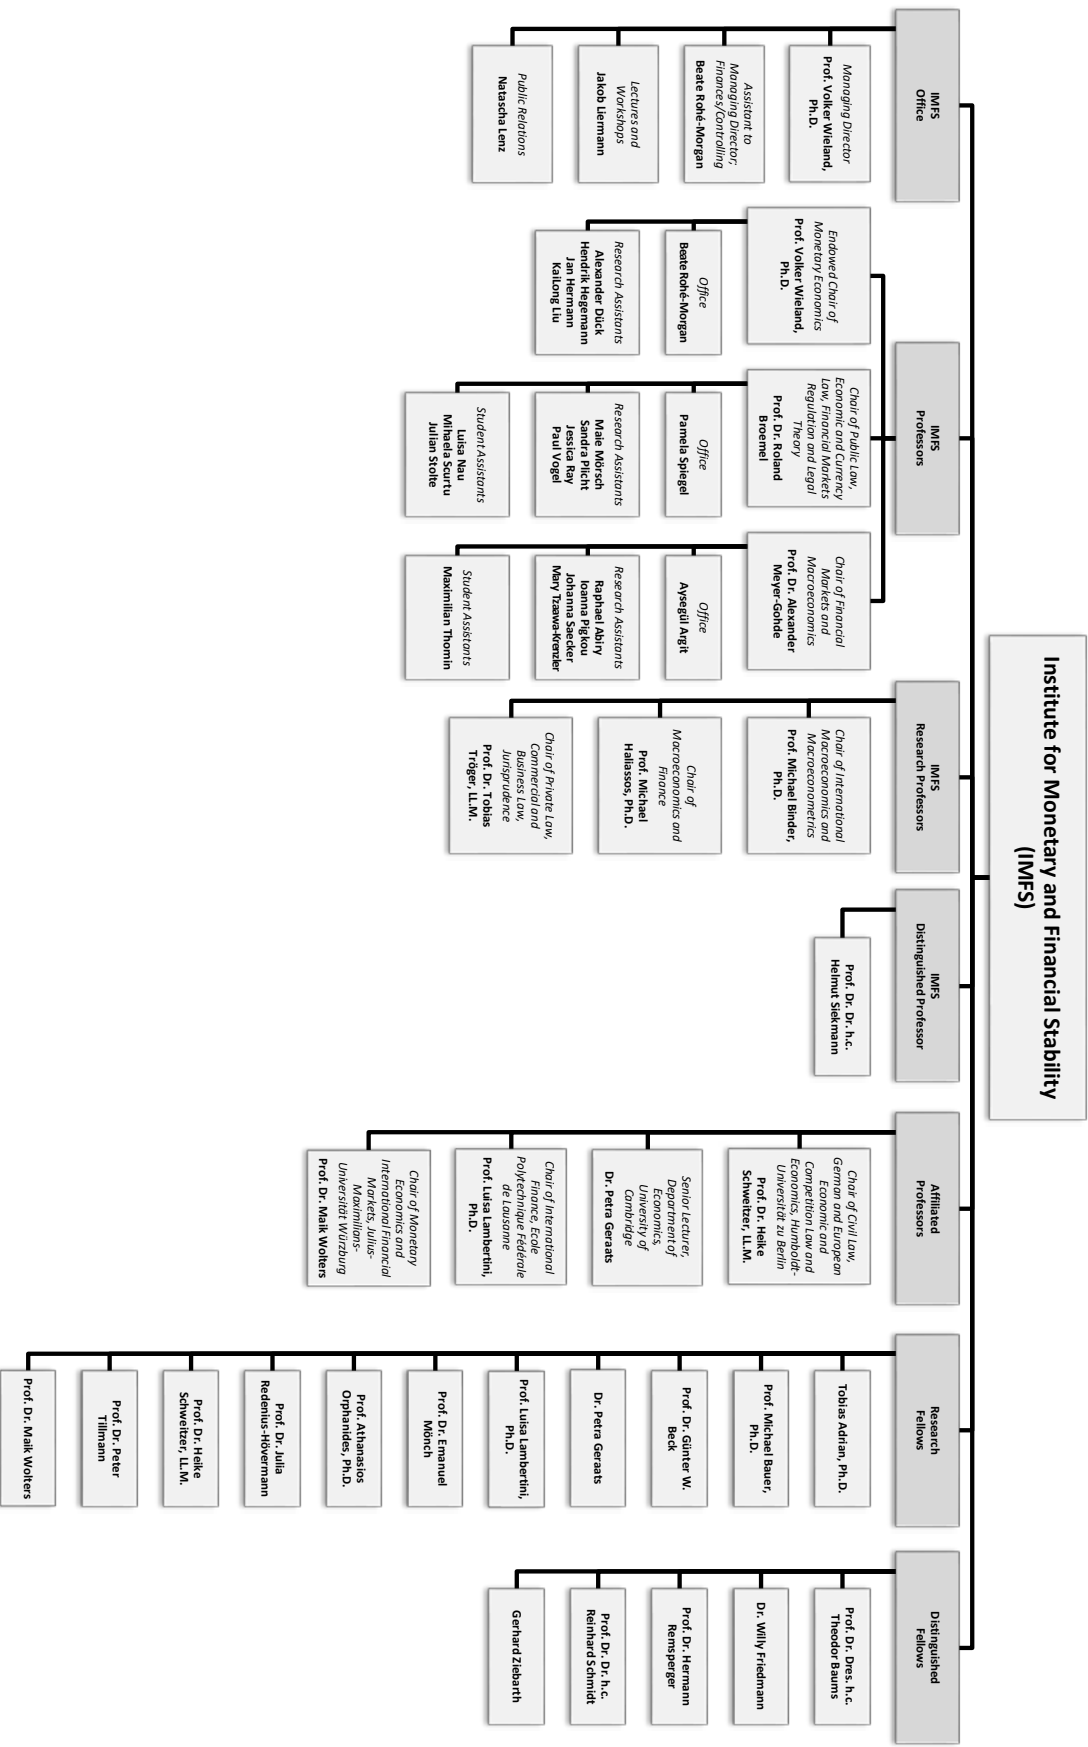 Institute for Monetary and Financial Stability
(IMFS)
IMFS
Office
Managing Director
Prof. Volker Wieland,
Ph.D.
Assistant to
Managing Director;
Finances/Controlling
Beate Rohé-Morgan
Lectures and
Workshops
Jakob Liermann
Public Relations
Natascha Lenz
IMFS
Professors
Endowed Chair of
Monetary Economics
Prof. Volker Wieland,
Ph.D.
Office
Beate Rohé-Morgan
Research Assistants
Alexander Dück
Hendrik Hegemann
Jan Hermann
KaiLong Liu
Chair of Public Law,
Economic and Currency
Law, Financial Markets
Regulation and Legal
Theory
Prof. Dr. Roland
Broemel
Office
Pamela Spiegel
Research Assistants
Maie Mörsch
Sandra Plicht
Jessica Ray
Paul Vogel
Student Assistants
Luisa Nau
Mihaela Scurtu
Julian Stolte
Chair of Financial
Markets and
Macroeconomics
Prof. Dr. Alexander
Meyer-Gohde
Office
Aysegül Argit
Research Assistants
Raphael Abiry
Ioanna Pigkou
Johanna Saecker
Mary Tzaawa-Krenzler
Student Assistants
Maximilian Thomin
IMFS
Research Professors
Chair of International
Macroeconomics and
Macroeconometrics
Prof. Michael Binder,
Ph.D.
Chair of
Macroeconomics and
Finance
Prof. Michael
Haliassos, Ph.D.
Chair of Private Law,
Commercial and
Business Law,
Jurisprudence
Prof. Dr. Tobias
Tröger, LL.M.
IMFS
Distinguished Professor
Prof. Dr. Dr. h.c.
Helmut Siekmann
Affiliated
Professors
Chair of Civil Law,
German and European
Economic and
Competition Law and
Economics, Humboldt-
Universität zu Berlin
Prof. Dr. Heike
Schweitzer, LL.M.
Senior Lecturer,
Department of
Economics,
University of
Cambridge
Dr. Petra Geraats
Chair of International
Finance, Ecole
Polytechnique Fédérale
de Lausanne
Prof. Luisa Lambertini,
Ph.D.
Chair of Monetary
Economics and
International Financial
Markets, Julius-
Maximilians-
Universität Würzburg
Prof. Dr. Maik Wolters
Research
Fellows
Tobias Adrian, Ph.D.
Prof. Michael Bauer,
Ph.D.
Prof. Dr. Günter W.
Beck
Dr. Petra Geraats
Prof. Luisa Lambertini,
Ph.D.
Prof. Dr. Emanuel
Mönch
Prof. Athanasios
Orphanides, Ph.D.
Prof. Dr. Julia
Redenius-Hövermann
Prof. Dr. Heike
Schweitzer, LL.M.
Prof. Dr. Peter
Tillmann
Prof. Dr. Maik Wolters
Distinguished
Fellows
Prof. Dr. Dres. h.c.
Theodor Baums
Dr. Willy Friedmann
Prof. Dr. Hermann
Remsperger
Prof. Dr. Dr. h.c.
Reinhard Schmidt
Gerhard Ziebarth